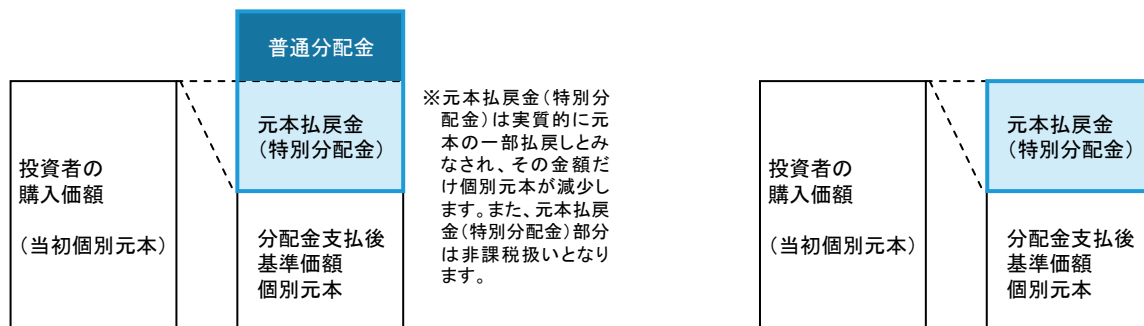 普通分配金
元本払戻金
（特別分配金）
投資者の
購入価額
（当初個別元本）
分配金支払後
基準価額
個別元本
※元本払戻金（特別分
配金）は実質的に元
本の一部払戻しとみ
なされ、その金額だ
け個別元本が減少し
ます。また、元本払戻
金（特別分配金）部分
は非課税扱いとなり
ます。
元本払戻金
（特別分配金）
投資者の
購入価額
（当初個別元本）
分配金支払後
基準価額
個別元本